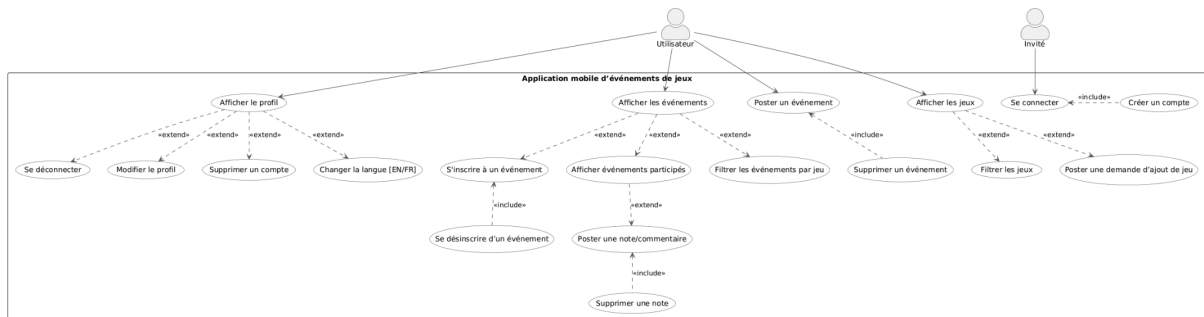 Utilisateur
Invité
Application mobile d'événements de jeux
Afficher le profil
Afficher les événements
Poster un événement
Afficher les jeux
Se connecter
«include»
Créer un compte
«extend»
«extend»
«extend»
«extend»
«extend»
«extend»
«extend»
«include»
«extend»
«extend»
Se déconnecter
Modifier le profil
Supprimer un compte
Changer la langue [EN/FR]
S'inscrire à un événement
Afficher événements participés
Filtrer les événements par jeu
Supprimer un événement
Filtrer les jeux
Poster une demande d'ajout de jeu
«include»
«extend»
Se désinscrire d'un événement
Poster une note/commentaire
«include»
Supprimer une note